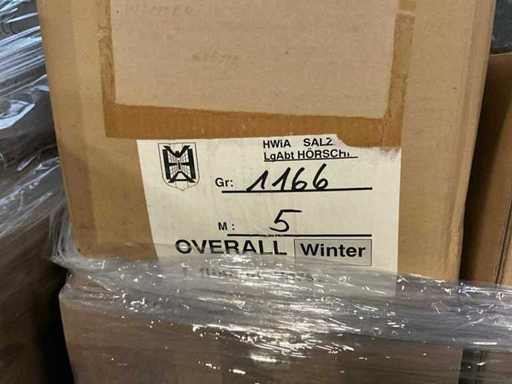 HWiA SALZ
LgAbt HÖRSCH
Gr: 1166
M: 5
OVERALL Winter